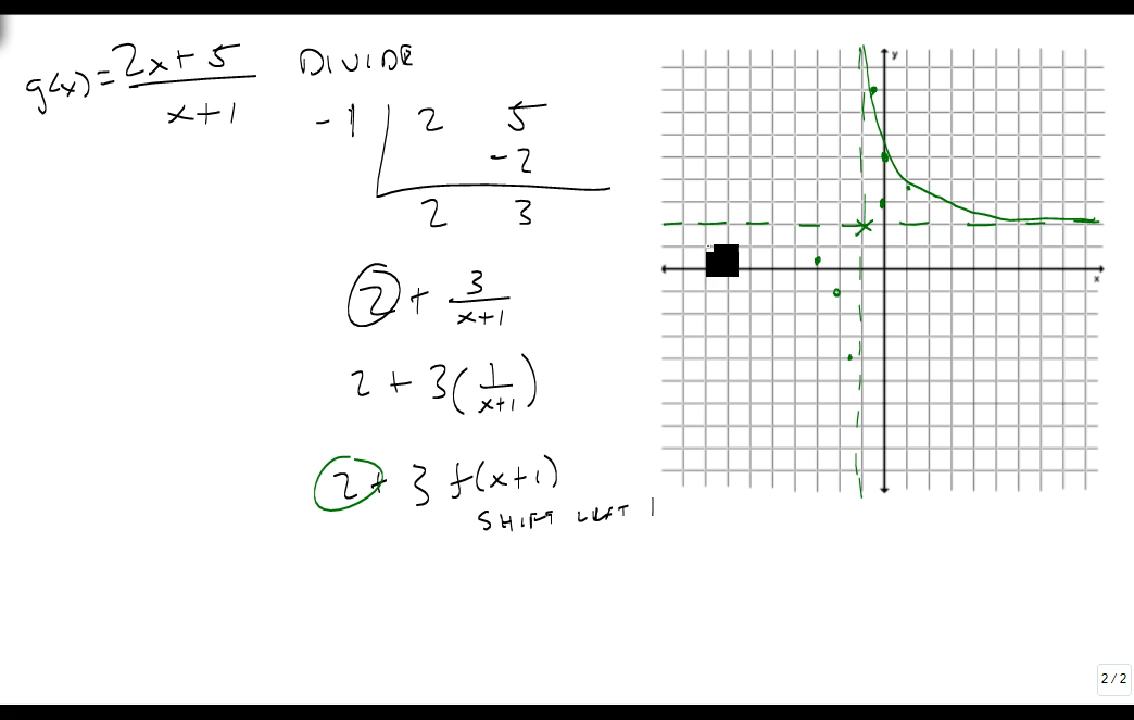 g(x) = 2x+5 / x+1
DIVIDE
-1 | 2 5
-2
2 3
2 + 3 / x+1
2 + 3(1 / x+1)
2 + 3 f(x+1)
SHIFT LEFT 1
y
x
2/2